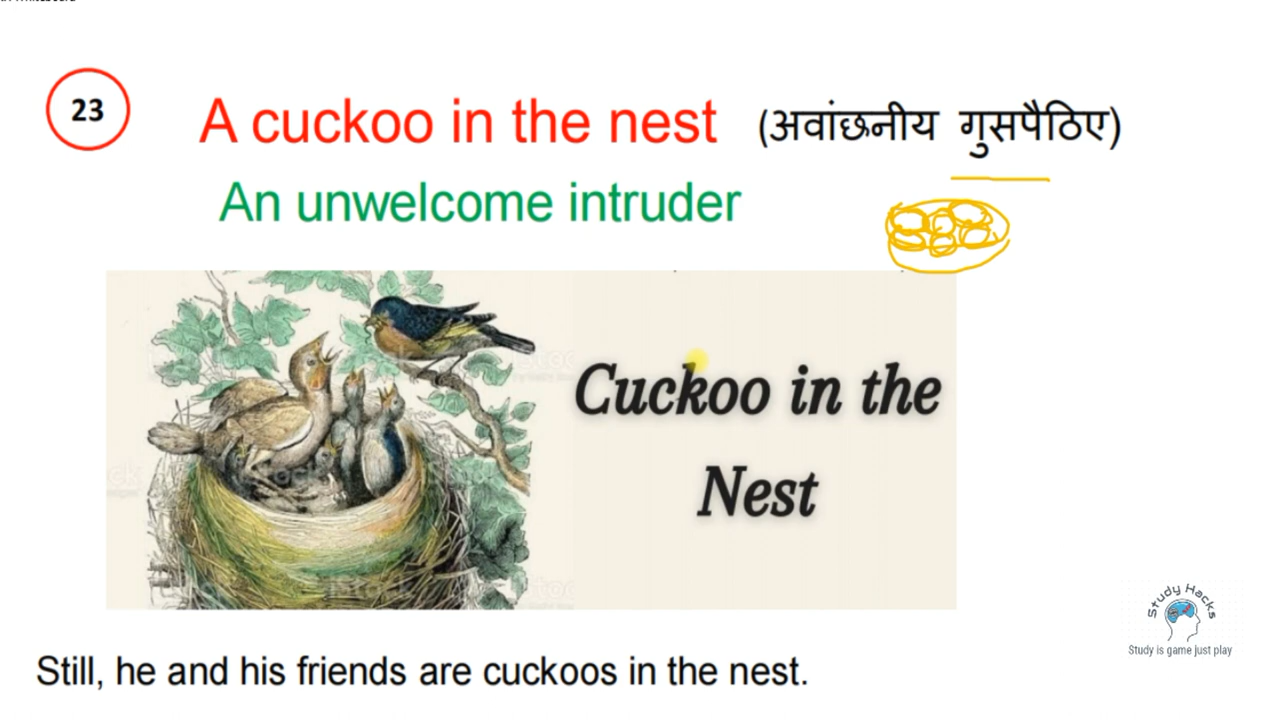 23
A cuckoo in the nest (अवांछनीय गुसपैठिए)
An unwelcome intruder
Cuckoo in the
Nest
Still, he and his friends are cuckoos in the nest.
Study Hacks
Study is game just play